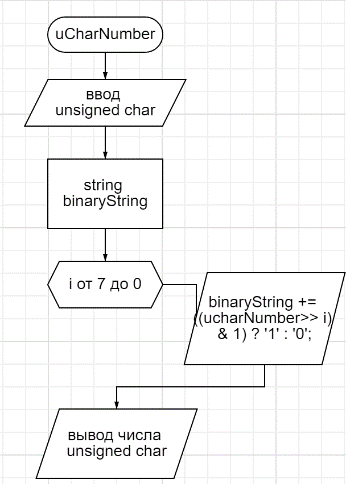 uCharNumber
ввод
unsigned char
string
binaryString
i от 7 до 0
binaryString +=
((ucharNumber>> i)
& 1) ? '1' : '0';
вывод числа
unsigned char